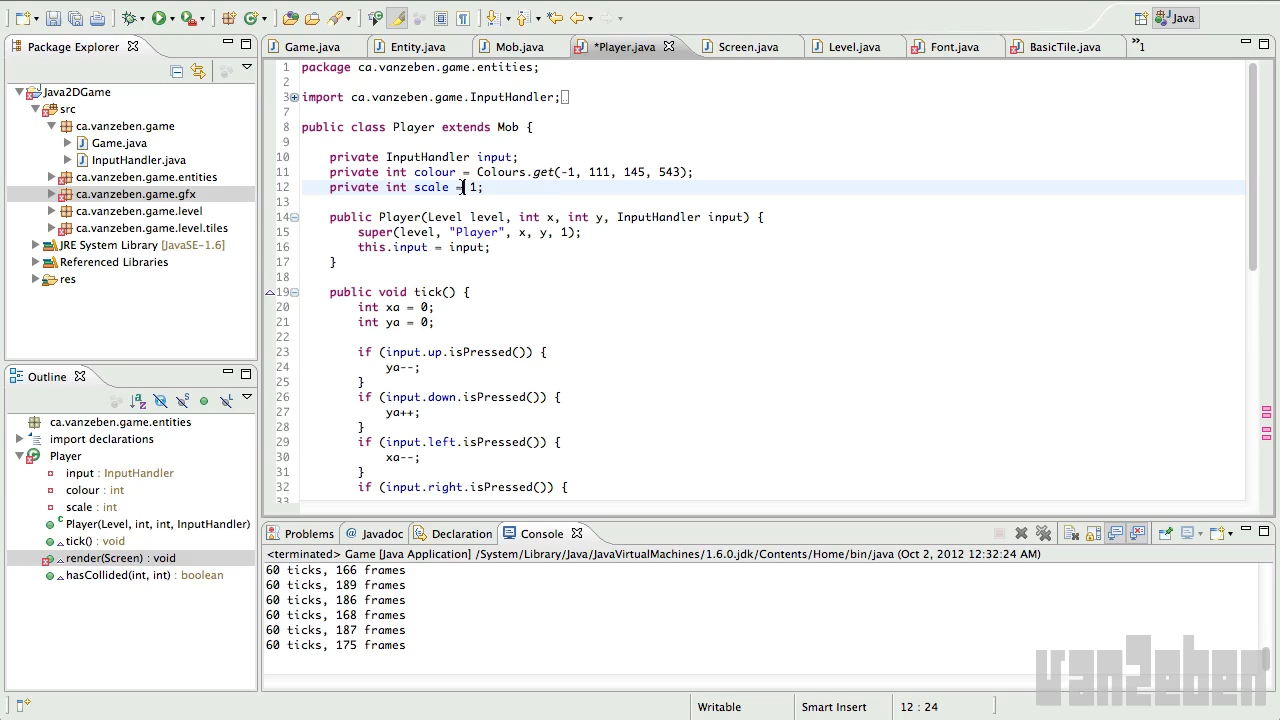 Java
Package Explorer
Game.java
Entity.java
Mob.java
*Player.java
Screen.java
Level.java
Font.java
BasicTile.java
»1
Java2DGame
src
ca.vanzeben.game
Game.java
InputHandler.java
ca.vanzeben.game.entities
ca.vanzeben.game.gfx
ca.vanzeben.game.level
ca.vanzeben.game.level.tiles
JRE System Library [JavaSE-1.6]
Referenced Libraries
res
1 package ca.vanzeben.game.entities;
2
3 import ca.vanzeben.game.InputHandler;
7
8 public class Player extends Mob {
9
10 private InputHandler input;
11 private int colour = Colours.get(-1, 111, 145, 543);
12 private int scale = 1;
13
14 public Player(Level level, int x, int y, InputHandler input) {
15 super(level, "Player", x, y, 1);
16 this.input = input;
17 }
18
19 public void tick() {
20 int xa = 0;
21 int ya = 0;
22
23 if (input.up.isPressed()) {
24 ya--;
25 }
26 if (input.down.isPressed()) {
27 ya++;
28 }
29 if (input.left.isPressed()) {
30 xa--;
31 }
32 if (input.right.isPressed()) {
33
Outline
ca.vanzeben.game.entities
import declarations
Player
input : InputHandler
colour : int
scale : int
Player(Level, int, int, InputHandler)
tick() : void
render(Screen) : void
hasCollided(int, int) : boolean
Problems
Javadoc
Declaration
Console
<terminated> Game [Java Application] /System/Library/Java/JavaVirtualMachines/1.6.0.jdk/Contents/Home/bin/java (Oct 2, 2012 12:32:24 AM)
60 ticks, 166 frames
60 ticks, 189 frames
60 ticks, 186 frames
60 ticks, 168 frames
60 ticks, 187 frames
60 ticks, 175 frames
vanZeben
Writable
Smart Insert
12 : 24